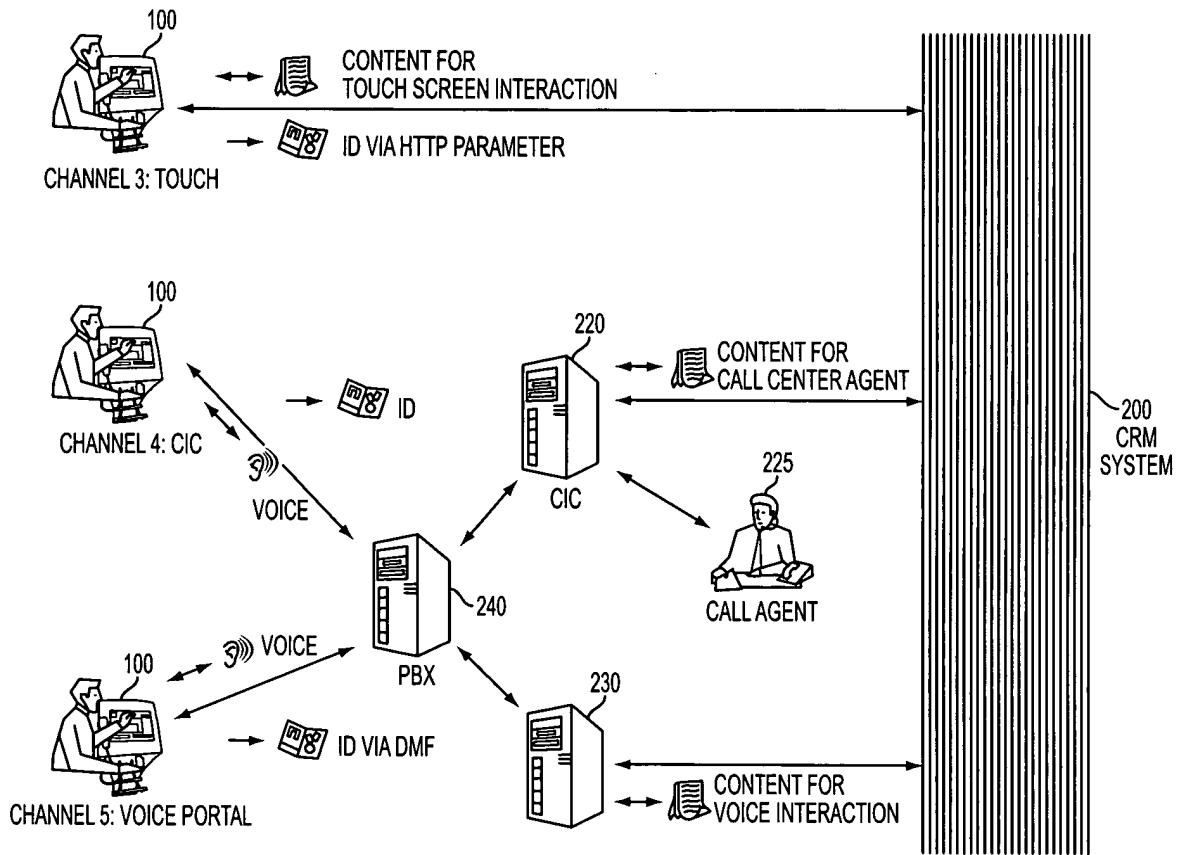 100
CONTENT FOR
TOUCH SCREEN INTERACTION
ID VIA HTTP PARAMETER
CHANNEL 3: TOUCH
100
CHANNEL 4: CIC
ID
VOICE
220
CIC
CONTENT FOR
CALL CENTER AGENT
225
CALL AGENT
200
CRM
SYSTEM
240
PBX
VOICE
100
ID VIA DMF
CHANNEL 5: VOICE PORTAL
230
CONTENT FOR
VOICE INTERACTION